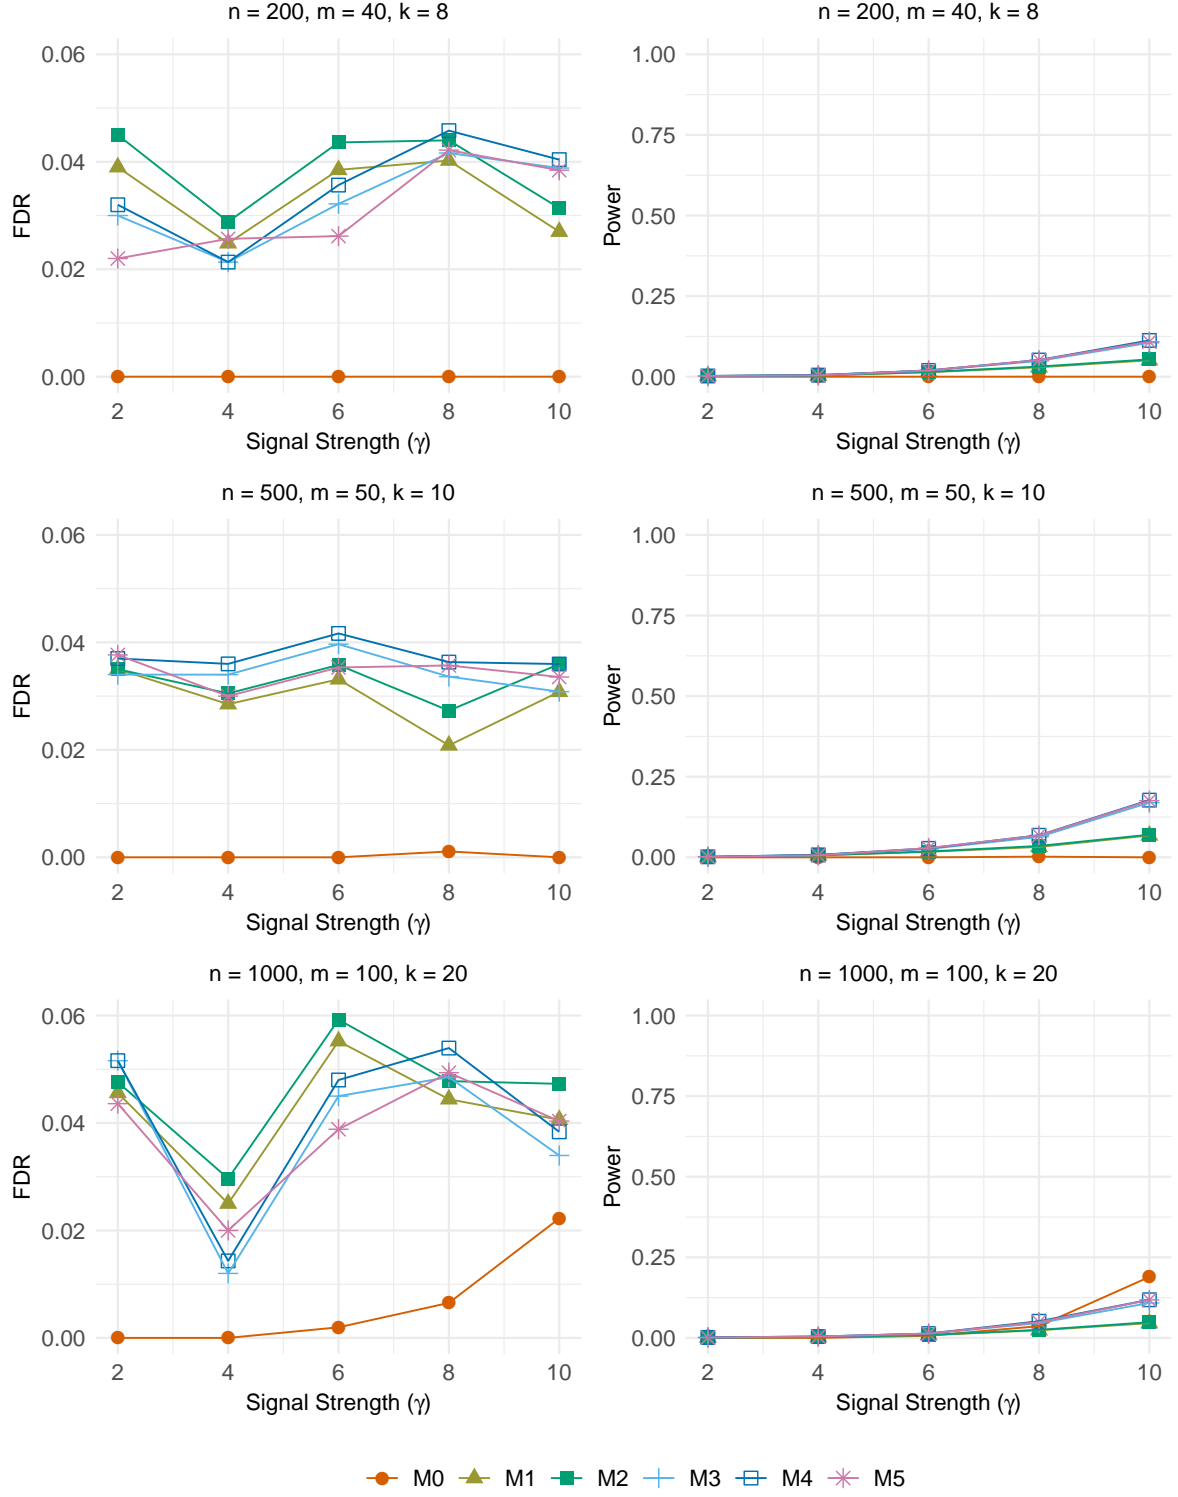 n = 200, m = 40, k = 8
n = 200, m = 40, k = 8
FDR
0.06
0.04
0.02
0.00
2 4 6 8 10
Signal Strength (γ)
Power
1.00
0.75
0.50
0.25
0.00
2 4 6 8 10
Signal Strength (γ)
n = 500, m = 50, k = 10
n = 500, m = 50, k = 10
FDR
0.06
0.04
0.02
0.00
2 4 6 8 10
Signal Strength (γ)
Power
1.00
0.75
0.50
0.25
0.00
2 4 6 8 10
Signal Strength (γ)
n = 1000, m = 100, k = 20
n = 1000, m = 100, k = 20
FDR
0.06
0.04
0.02
0.00
2 4 6 8 10
Signal Strength (γ)
Power
1.00
0.75
0.50
0.25
0.00
2 4 6 8 10
Signal Strength (γ)
M0 M1 M2 M3 M4 M5